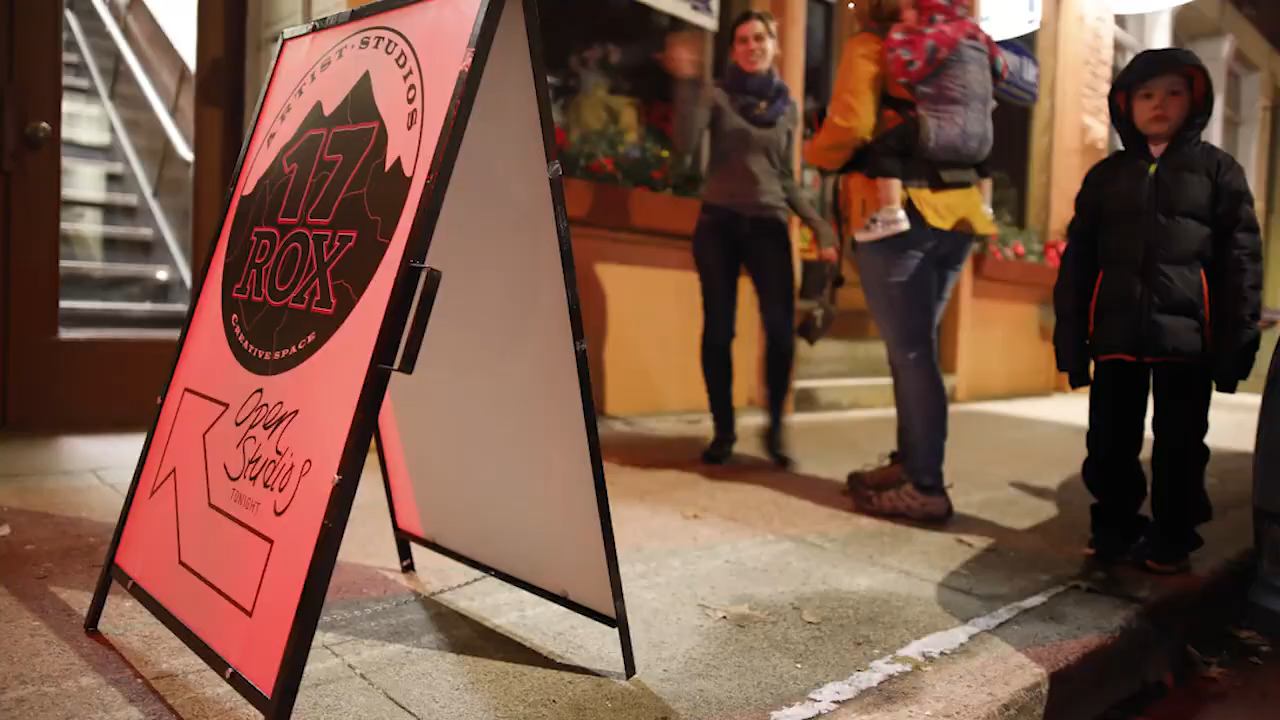 ARTIST · STUDIOS
17
ROX
CREATIVE SPACE
Open
Studios
TONIGHT